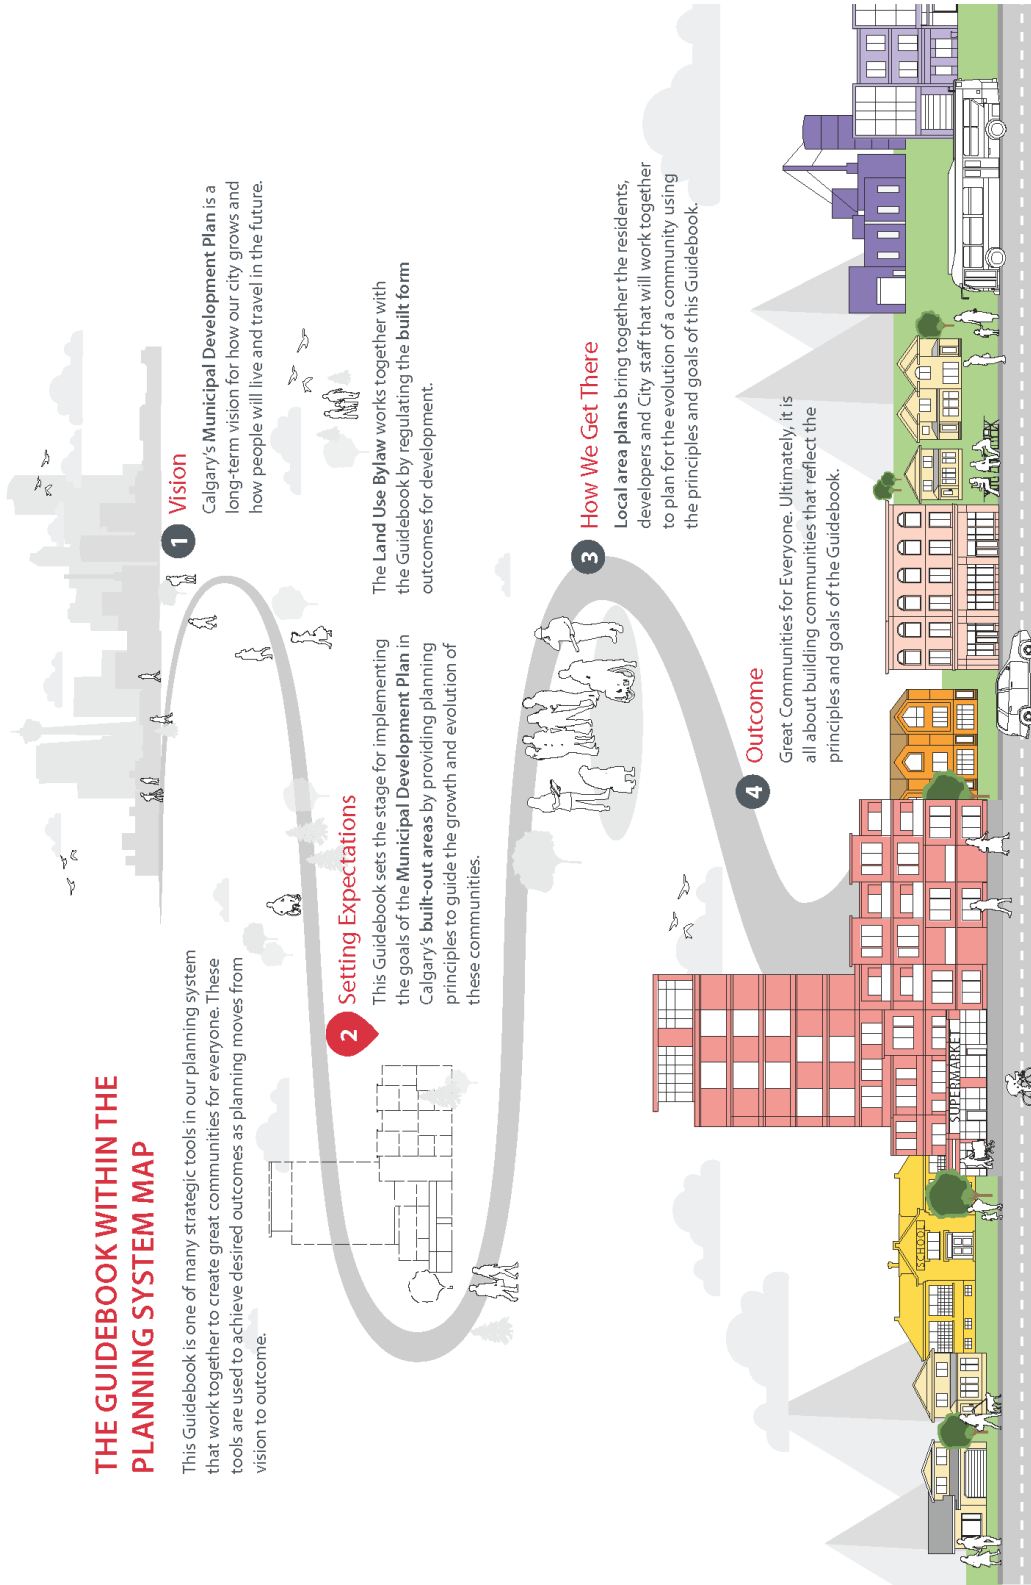 THE GUIDEBOOK WITHIN THE
PLANNING SYSTEM MAP
This Guidebook is one of many strategic tools in our planning system
that work together to create great communities for everyone. These
tools are used to achieve desired outcomes as planning moves from
vision to outcome.
1
Vision
Calgary's Municipal Development Plan is a
long-term vision for how our city grows and
how people will live and travel in the future.
2
Setting Expectations
This Guidebook sets the stage for implementing
the goals of the Municipal Development Plan in
Calgary's built-out areas by providing planning
principles to guide the growth and evolution of
these communities.
The Land Use Bylaw works together with
the Guidebook by regulating the built form
outcomes for development.
3
How We Get There
Local area plans bring together the residents,
developers and City staff that will work together
to plan for the evolution of a community using
the principles and goals of this Guidebook.
4
Outcome
Great Communities for Everyone. Ultimately, it is
all about building communities that reflect the
principles and goals of the Guidebook.
SCHOOL
SUPERMARKET